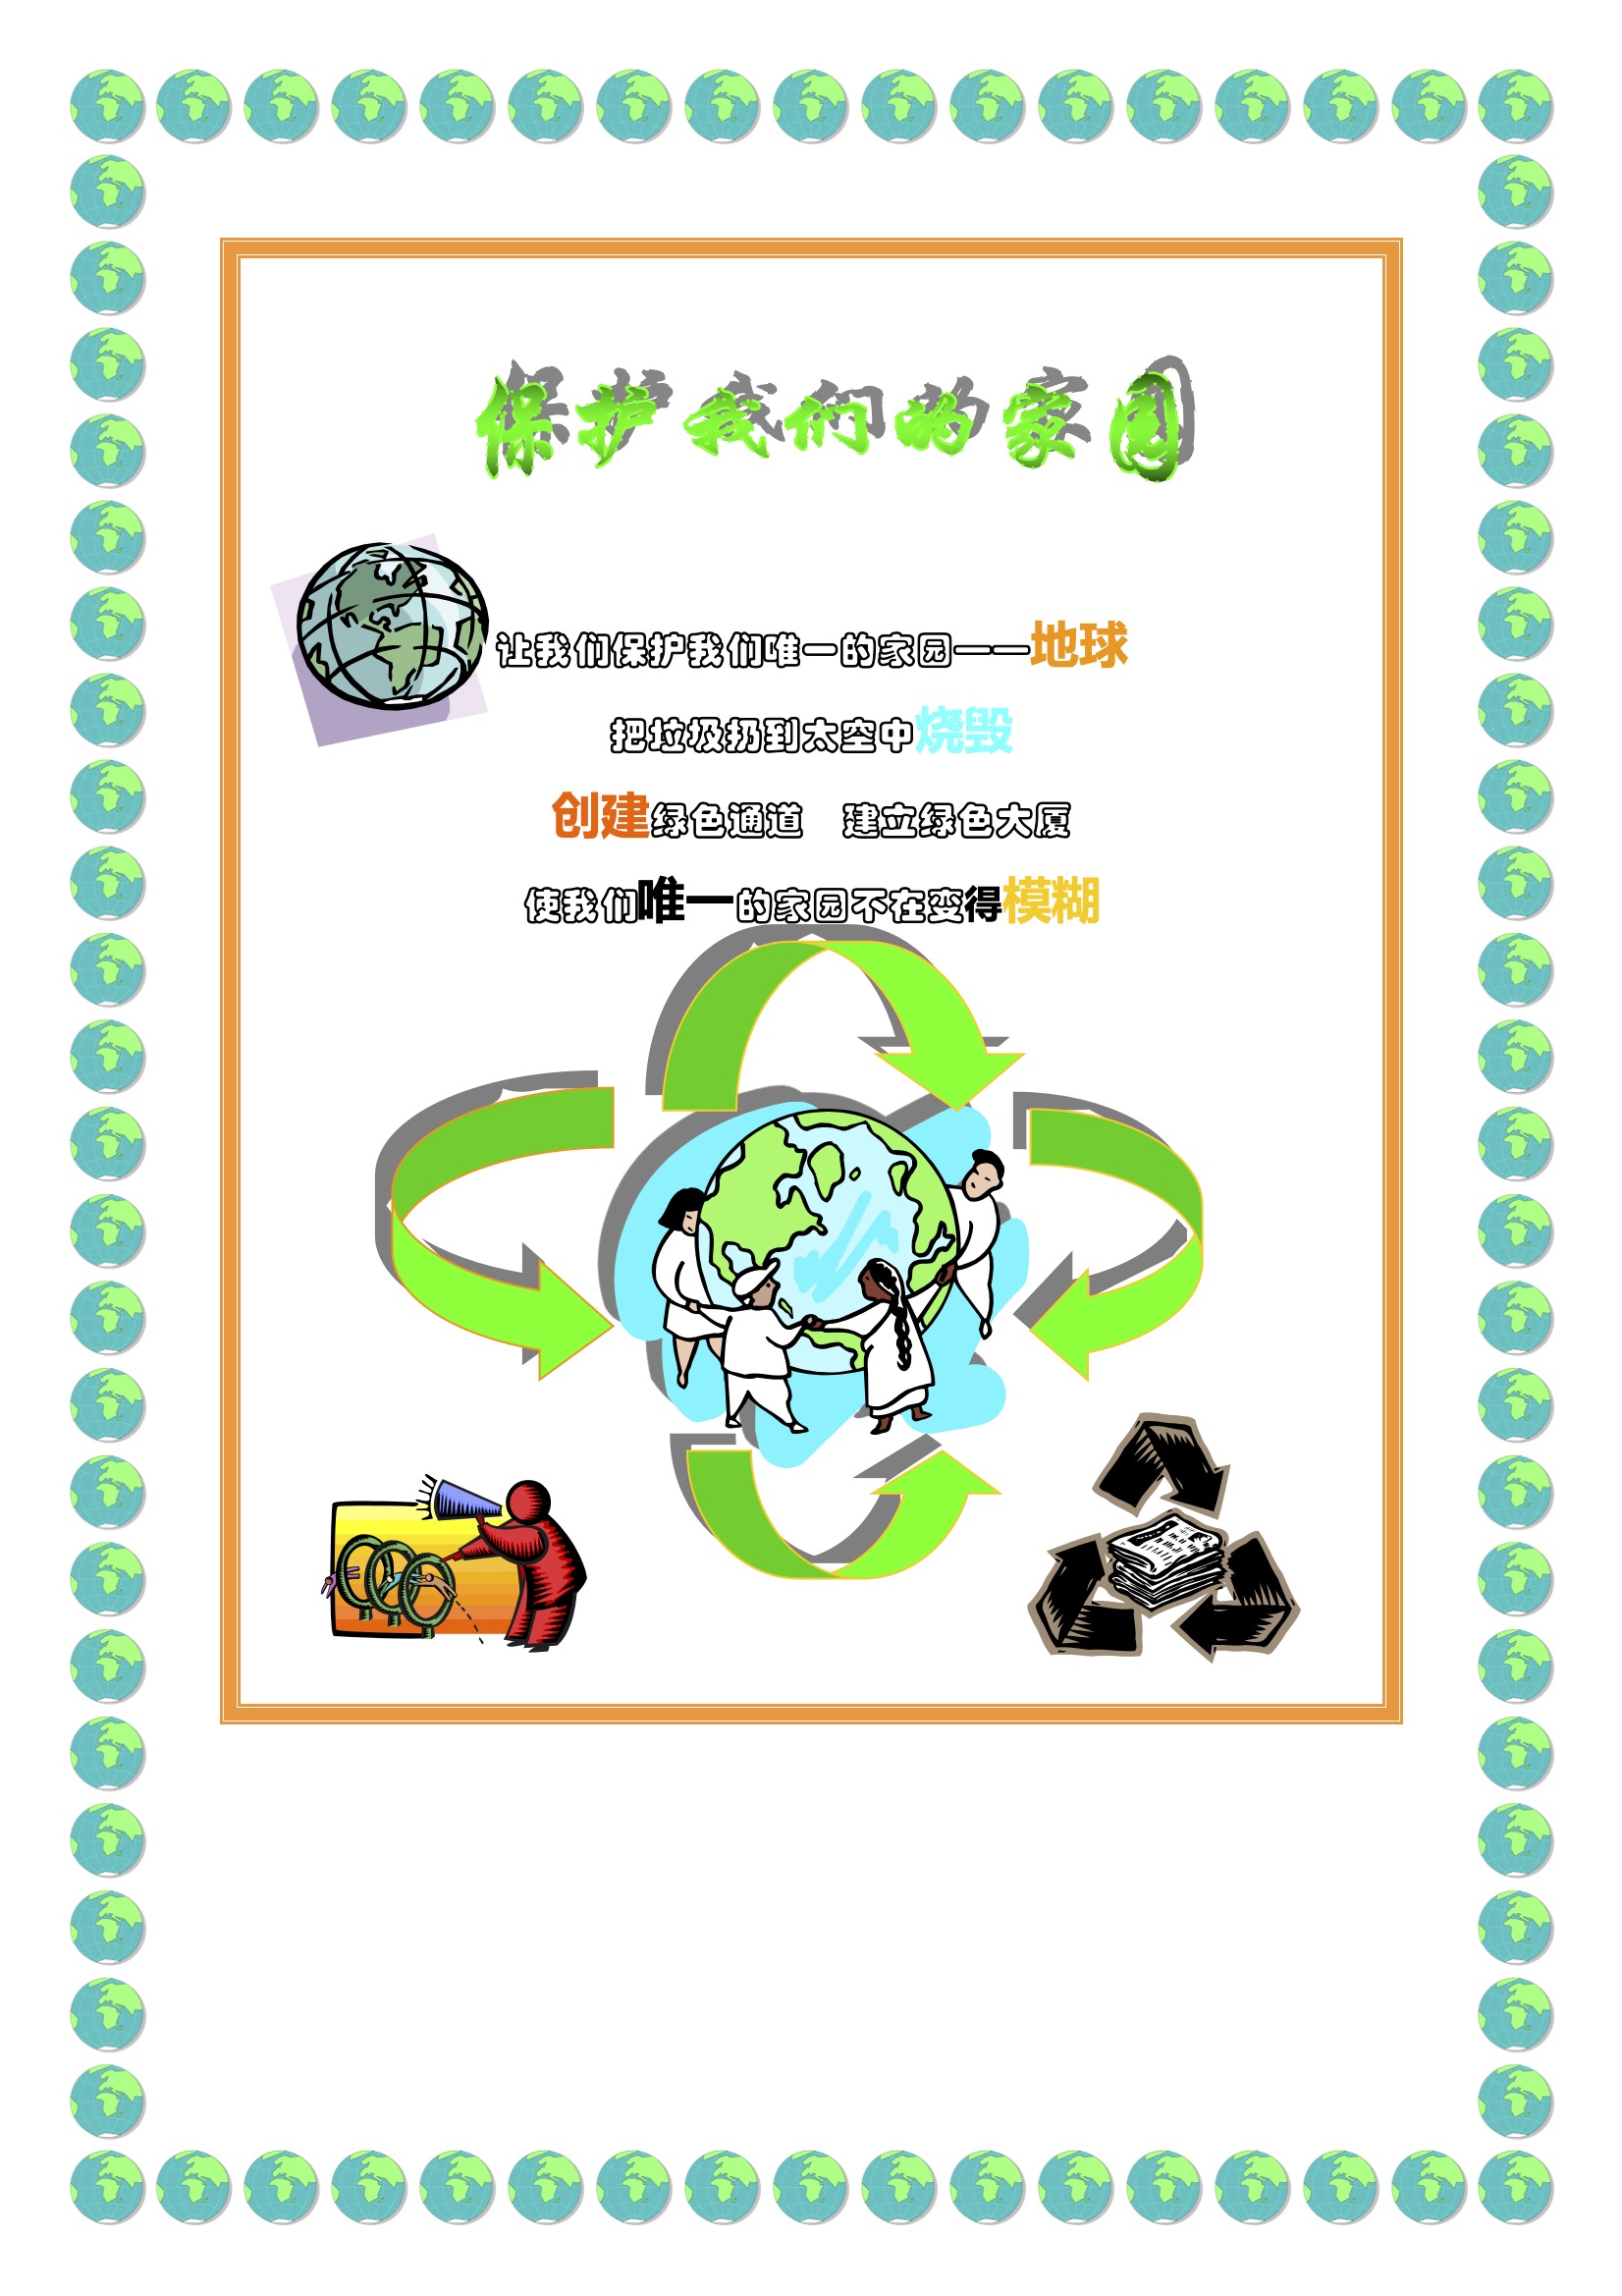 保护我们的家园
让我们保护我们唯一的家园——地球
把垃圾扔到太空中烧毁
创建绿色通道　建立绿色大厦
使我们唯一的家园不在变得模糊